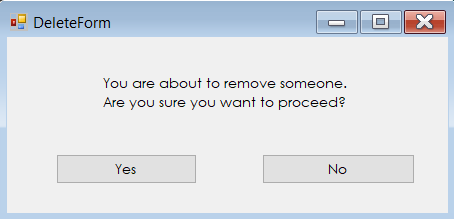 DeleteForm
You are about to remove someone.
Are you sure you want to proceed?
Yes
No